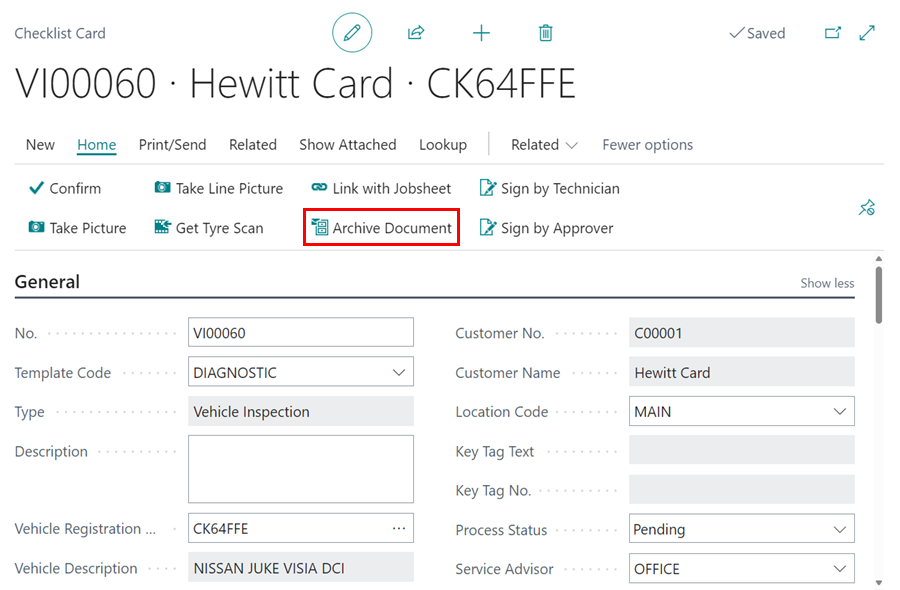 Checklist Card
Saved
VI00060 · Hewitt Card · CK64FFE
New Home Print/Send Related Show Attached Lookup Related Fewer options
Confirm Take Line Picture Link with Jobsheet Sign by Technician
Take Picture Get Tyre Scan Archive Document Sign by Approver
General Show less
No. VI00060 Customer No. C00001
Template Code DIAGNOSTIC Customer Name Hewitt Card
Type Vehicle Inspection Location Code MAIN
Description Key Tag Text
Key Tag No.
Vehicle Registration ... CK64FFE ··· Process Status Pending
Vehicle Description NISSAN JUKE VISIA DCI Service Advisor OFFICE